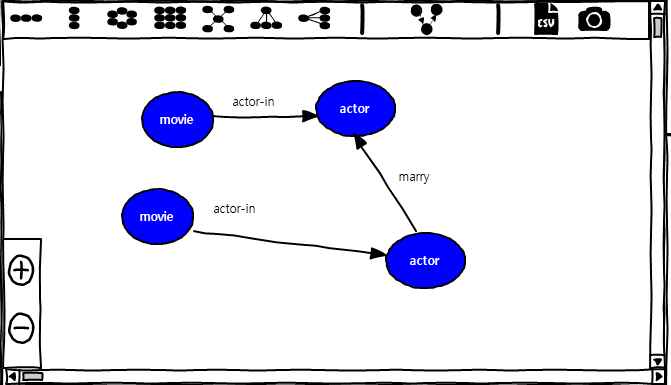 CSV
actor-in
actor
movie
marry
actor-in
movie
actor